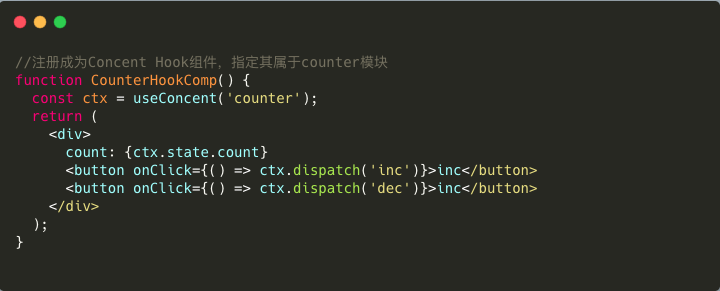 //注册成为Concent Hook组件，指定其属于counter模块
function CounterHookComp() {
  const ctx = useConcent('counter');
  return (
    <div>
      count: {ctx.state.count}
      <button onClick={() => ctx.dispatch('inc')}>inc</button>
      <button onClick={() => ctx.dispatch('dec')}>inc</button>
    </div>
  );
}